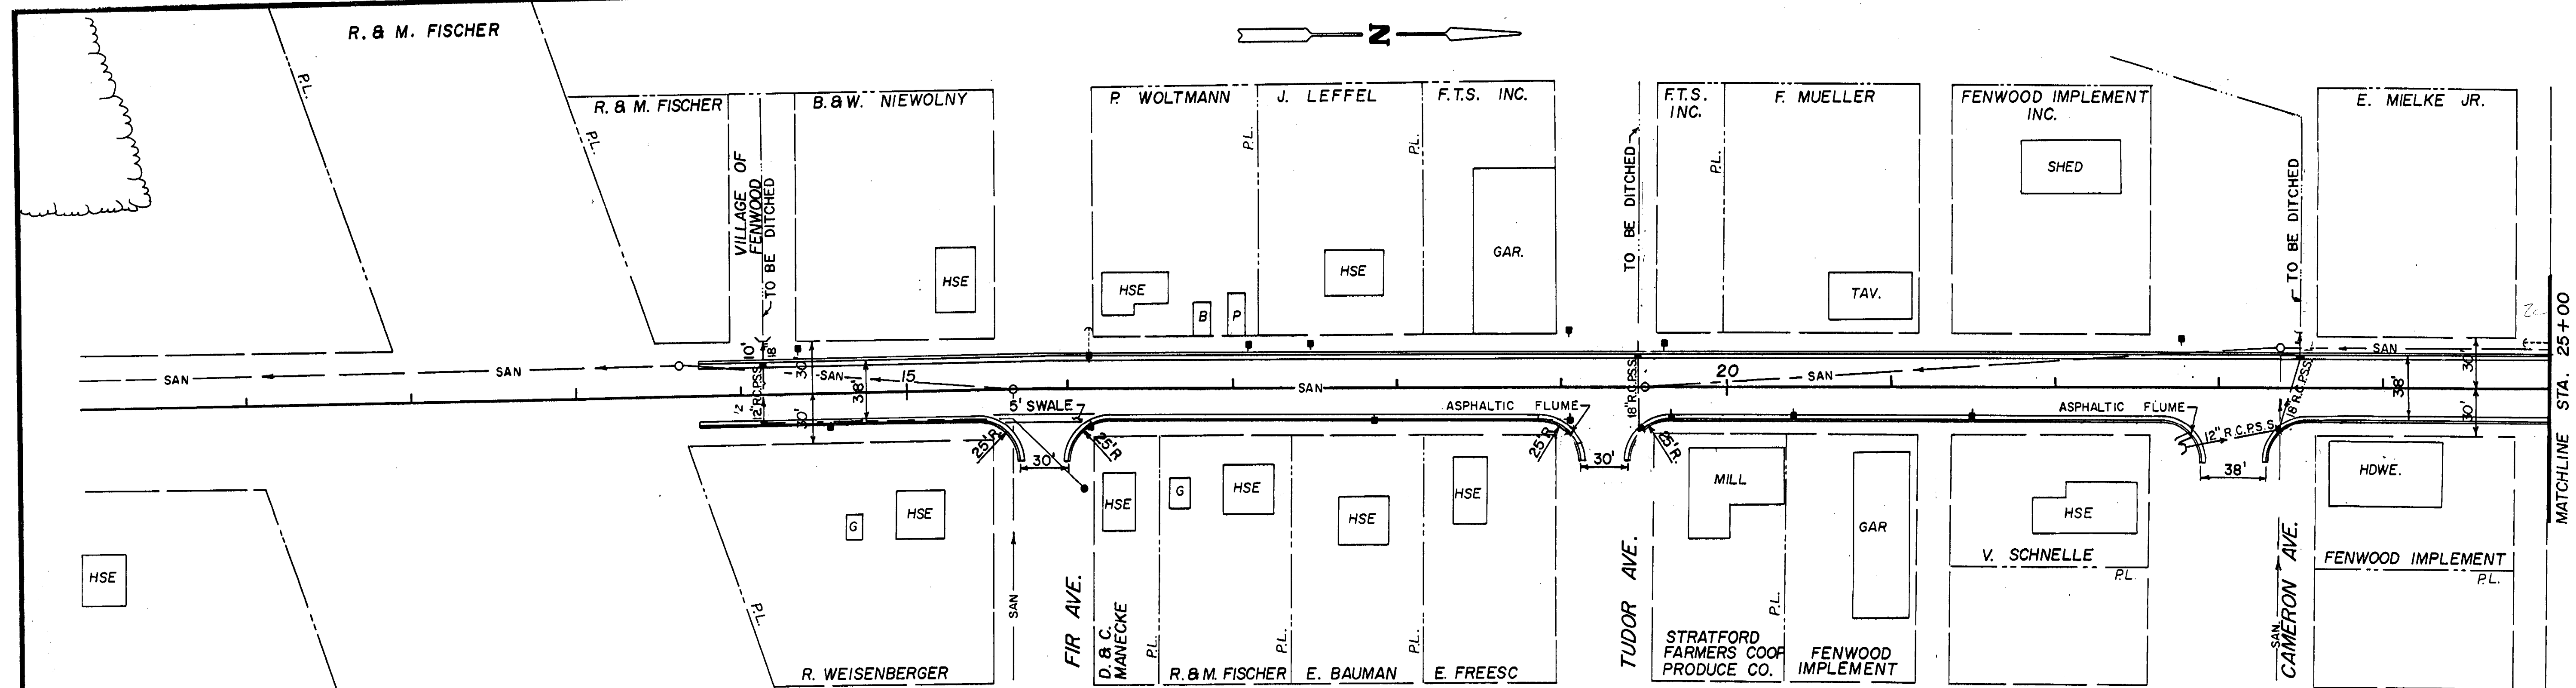 R. & M. FISCHER
N
P.L.
P.L.
R. & M. FISCHER
B. & W. NIEWOLNY
P. WOLTMANN
J. LEFFEL
F.T.S. INC.
F.T.S.
INC.
F. MUELLER
FENWOOD IMPLEMENT
INC.
E. MIELKE JR.
VILLAGE OF
FENWOOD
TO BE DITCHED
P.L.
P.L.
TO BE DITCHED
P.L.
SHED
TO BE DITCHED
HSE
HSE
B
P
HSE
GAR.
TAV.
10'
18"
30'
SAN
SAN
SAN
15
38'
12
12" R.C.P.S.S.
30'
SAN
18" R.C.P.S.S.
20
SAN
SAN
18" R.C.P.S.S.
38'
30'
30'
MATCHLINE STA. 25+00
5' SWALE
25' R.
25' R
30'
ASPHALTIC FLUME
25' R.
25' R.
30'
ASPHALTIC FLUME
12" R.C.P.S.S.
38'
HSE
P.L.
G
HSE
SAN
FIR AVE.
HSE
G
HSE
HSE
HSE
TUDOR AVE.
MILL
GAR
HSE
V. SCHNELLE
P.L.
SAN.
CAMERON AVE.
HDWE.
FENWOOD IMPLEMENT
P.L.
R. WEISENBERGER
D. & C.
MANECKE
P.L.
R. & M. FISCHER
P.L.
E. BAUMAN
P.L.
E. FREESC
STRATFORD
FARMERS COOP
PRODUCE CO.
P.L.
FENWOOD
IMPLEMENT